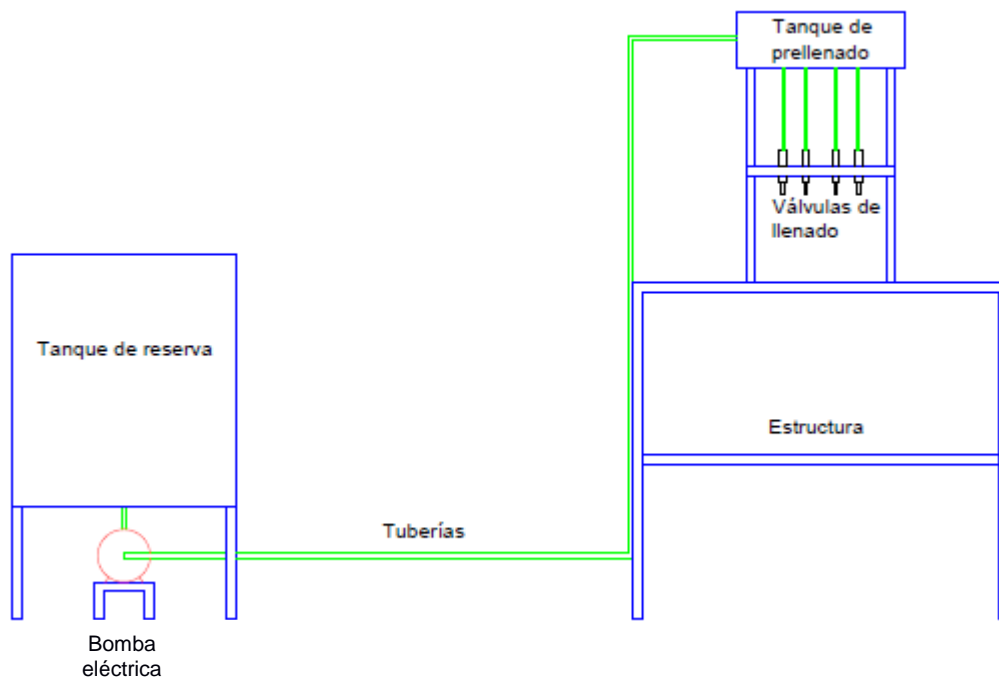 Tanque de
prellenado
Válvulas de
llenado
Tanque de reserva
Estructura
Tuberías
Bomba
eléctrica